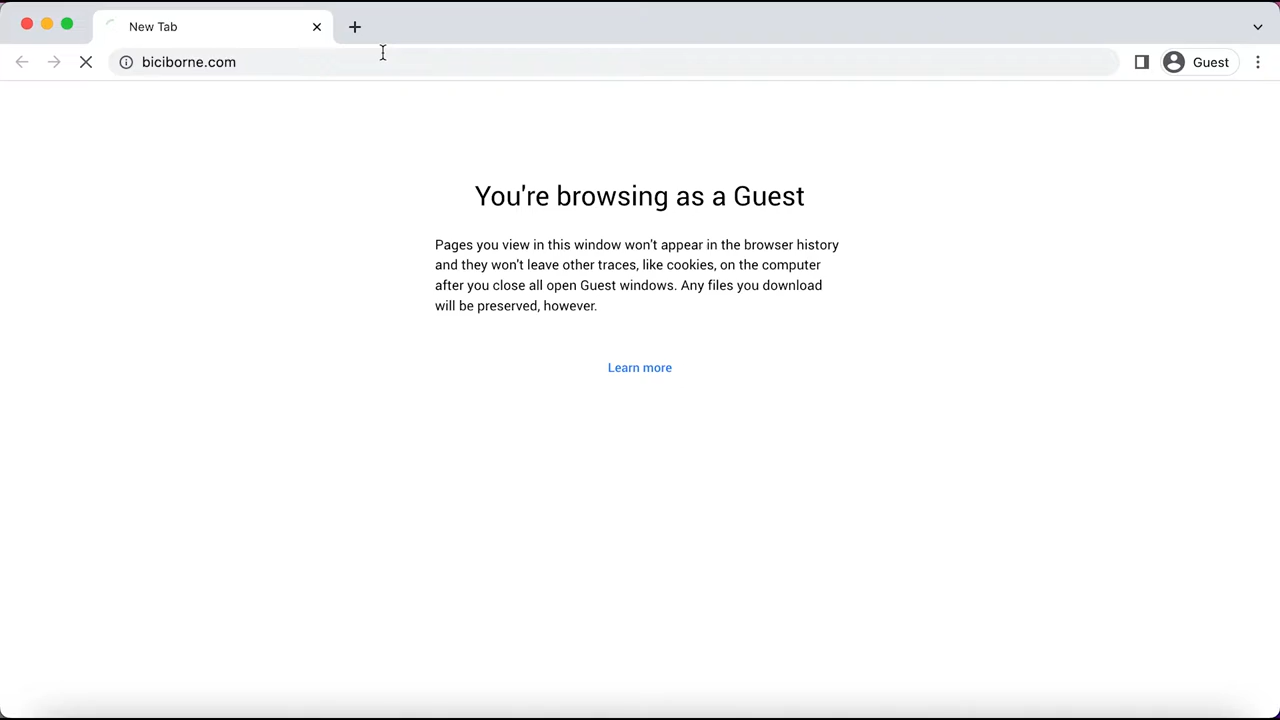 New Tab
biciborne.com
Guest
You're browsing as a Guest
Pages you view in this window won't appear in the browser history
and they won't leave other traces, like cookies, on the computer
after you close all open Guest windows. Any files you download
will be preserved, however.
Learn more